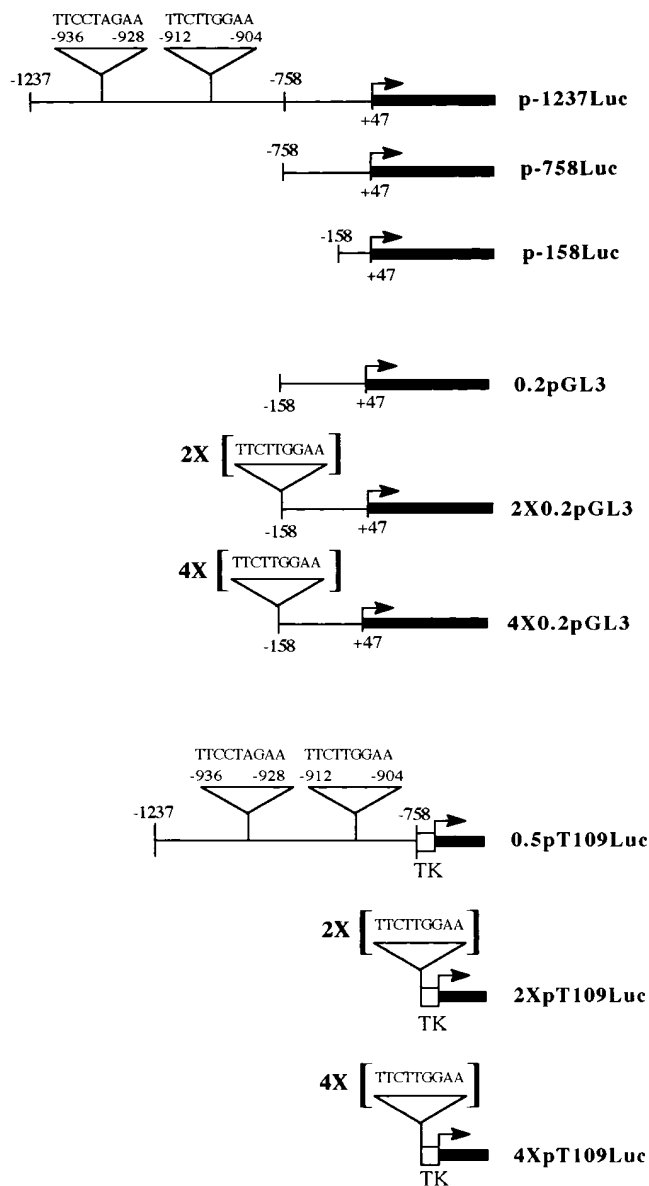 TTCCTAGAA TTCTTGGAA
-936 -928 -912 -904
-1237 -758
+47 p-1237Luc
-758
+47 p-758Luc
-158
+47 p-158Luc
-158 +47 0.2pGL3
2X [ TTCTTGGAA ]
-158 +47 2X0.2pGL3
4X [ TTCTTGGAA ]
-158 +47 4X0.2pGL3
TTCCTAGAA TTCTTGGAA
-936 -928 -912 -904
-1237 -758
TK 0.5pT109Luc
2X [ TTCTTGGAA ]
TK 2XpT109Luc
4X [ TTCTTGGAA ]
TK 4XpT109Luc